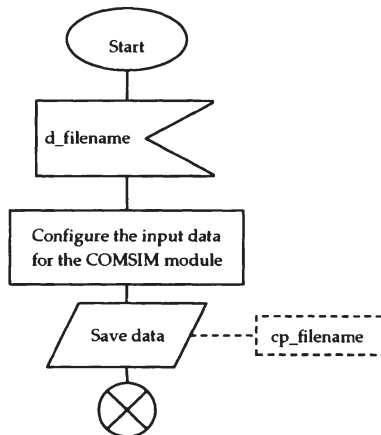 Start
d_filename
Configure the input data
for the COMSIM module
Save data
cp_filename